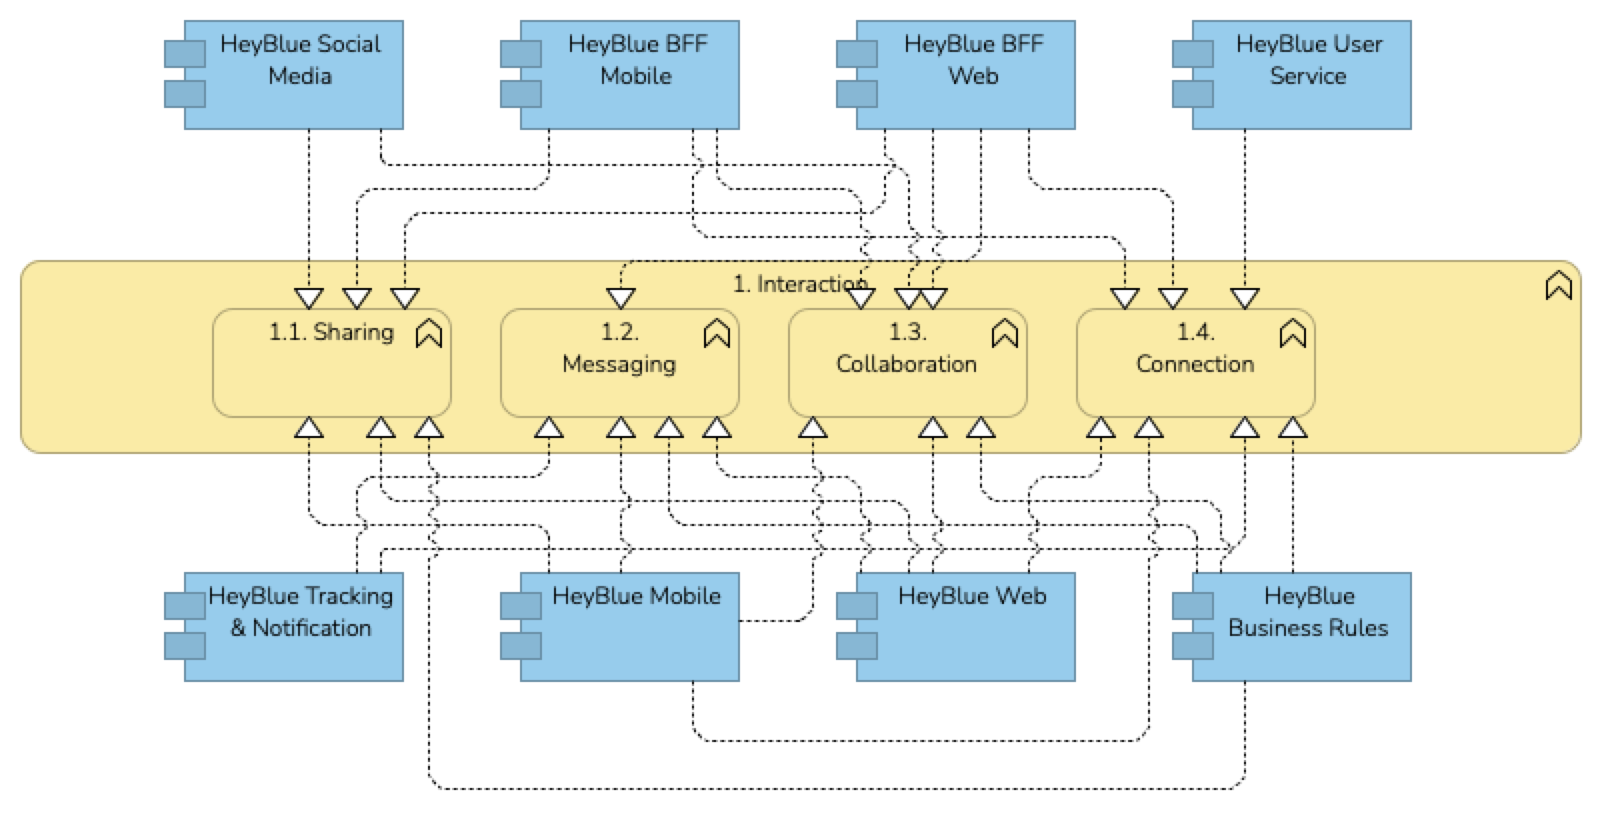 HeyBlue Social
Media
HeyBlue BFF
Mobile
HeyBlue BFF
Web
HeyBlue User
Service
1. Interaction
1.1. Sharing
1.2.
Messaging
1.3.
Collaboration
1.4.
Connection
HeyBlue Tracking
& Notification
HeyBlue Mobile
HeyBlue Web
HeyBlue
Business Rules